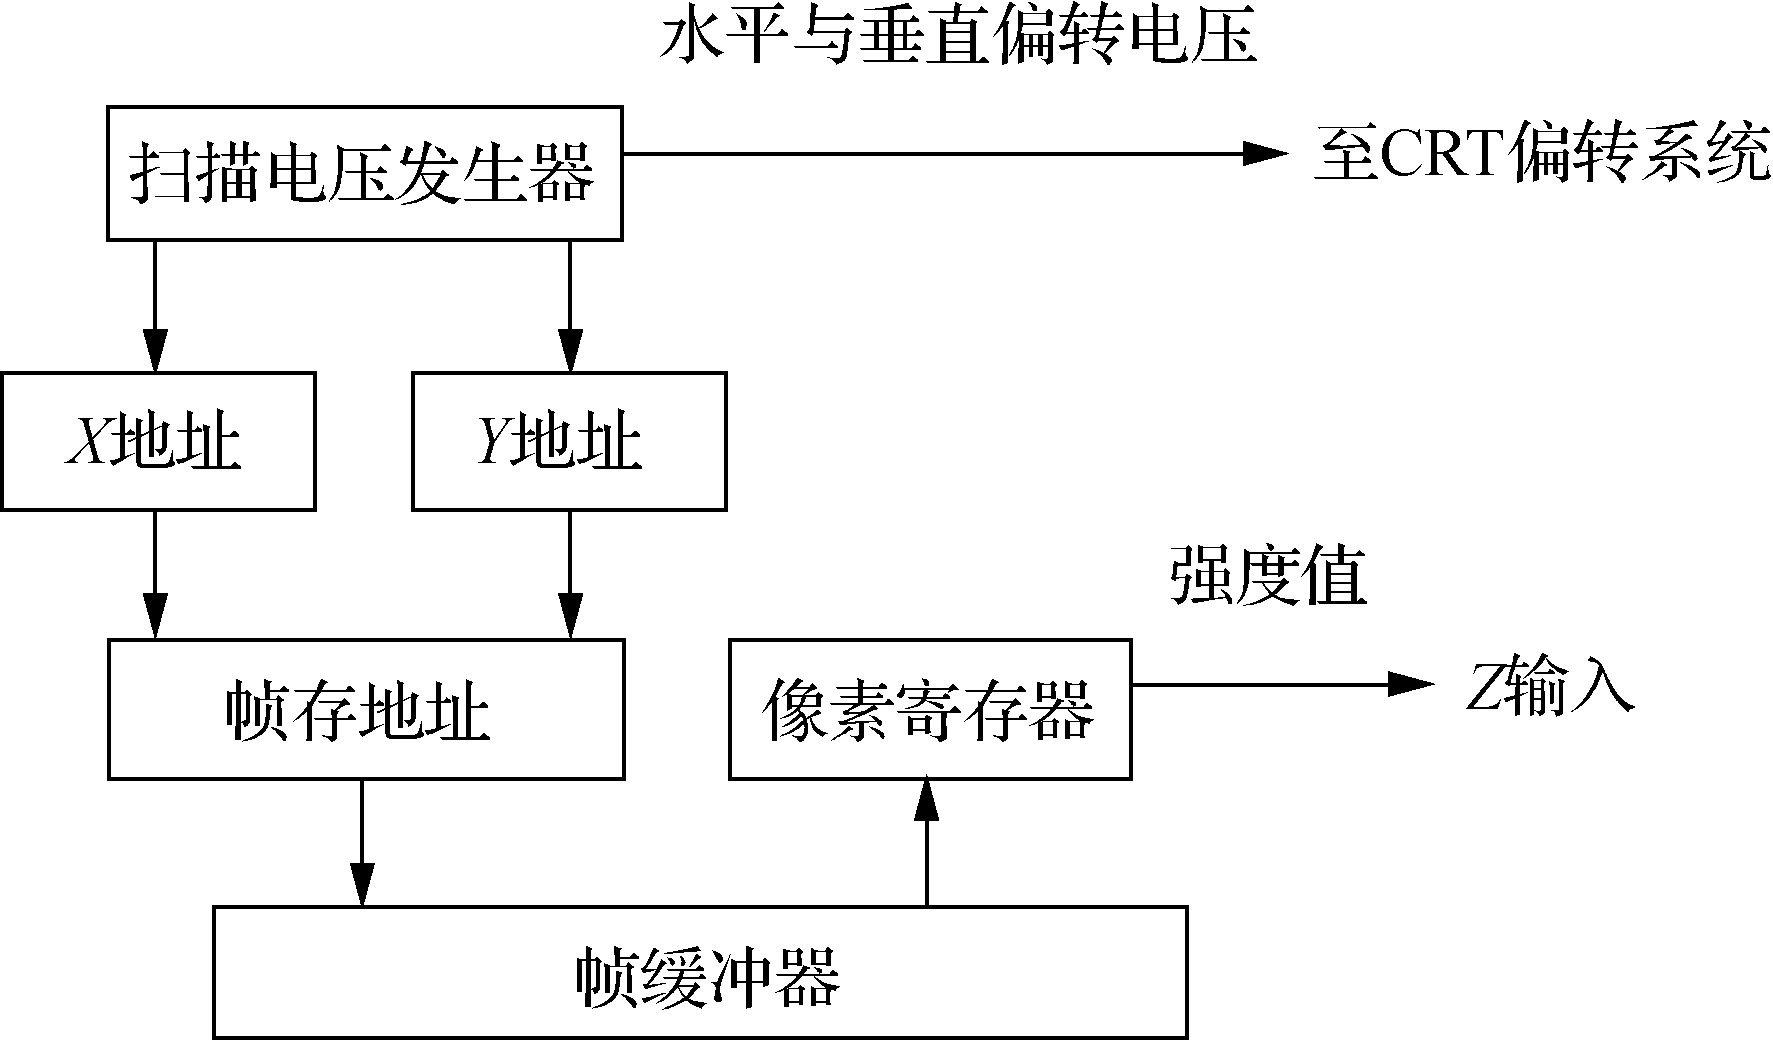 水平与垂直偏转电压
扫描电压发生器
至CRT偏转系统
X地址
Y地址
强度值
帧存地址
像素寄存器
Z输入
帧缓冲器